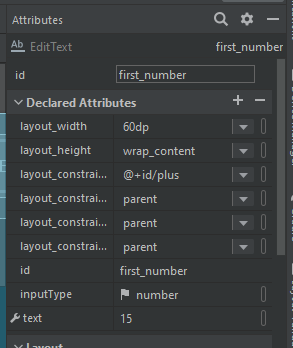 Attributes
Ab EditText first_number
id first_number
Declared Attributes
layout_width 60dp
layout_height wrap_content
layout_constrai... @+id/plus
layout_constrai... parent
layout_constrai... parent
layout_constrai... parent
id first_number
inputType number
text 15
Layout